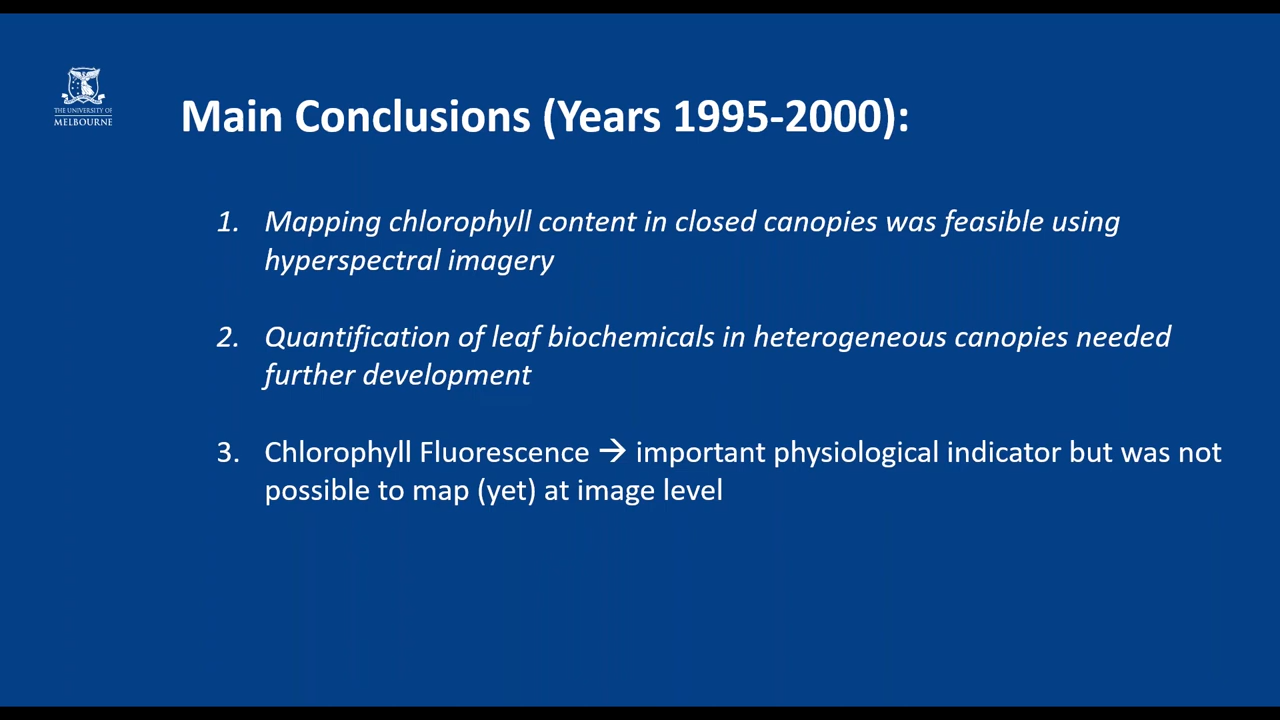 THE UNIVERSITY OF
MELBOURNE
Main Conclusions (Years 1995-2000):
1. Mapping chlorophyll content in closed canopies was feasible using
hyperspectral imagery
2. Quantification of leaf biochemicals in heterogeneous canopies needed
further development
3. Chlorophyll Fluorescence → important physiological indicator but was not
possible to map (yet) at image level